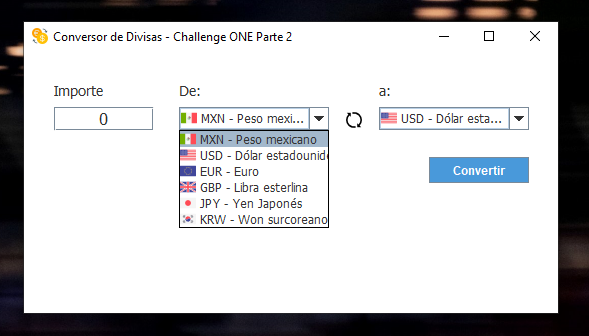 Conversor de Divisas - Challenge ONE Parte 2
Importe
De:
a:
0
MXN - Peso mexi...
USD - Dólar esta...
MXN - Peso mexicano
USD - Dólar estadounide
EUR - Euro
GBP - Libra esterlina
JPY - Yen Japonés
KRW - Won surcoreano
Convertir